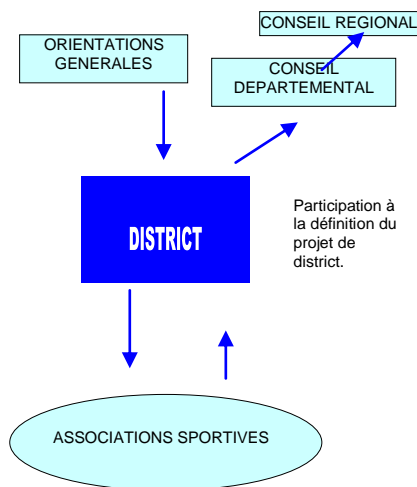 CONSEIL REGIONAL
ORIENTATIONS
GENERALES
CONSEIL
DEPARTEMENTAL
DISTRICT
Participation à
la définition du
projet de
district.
ASSOCIATIONS SPORTIVES